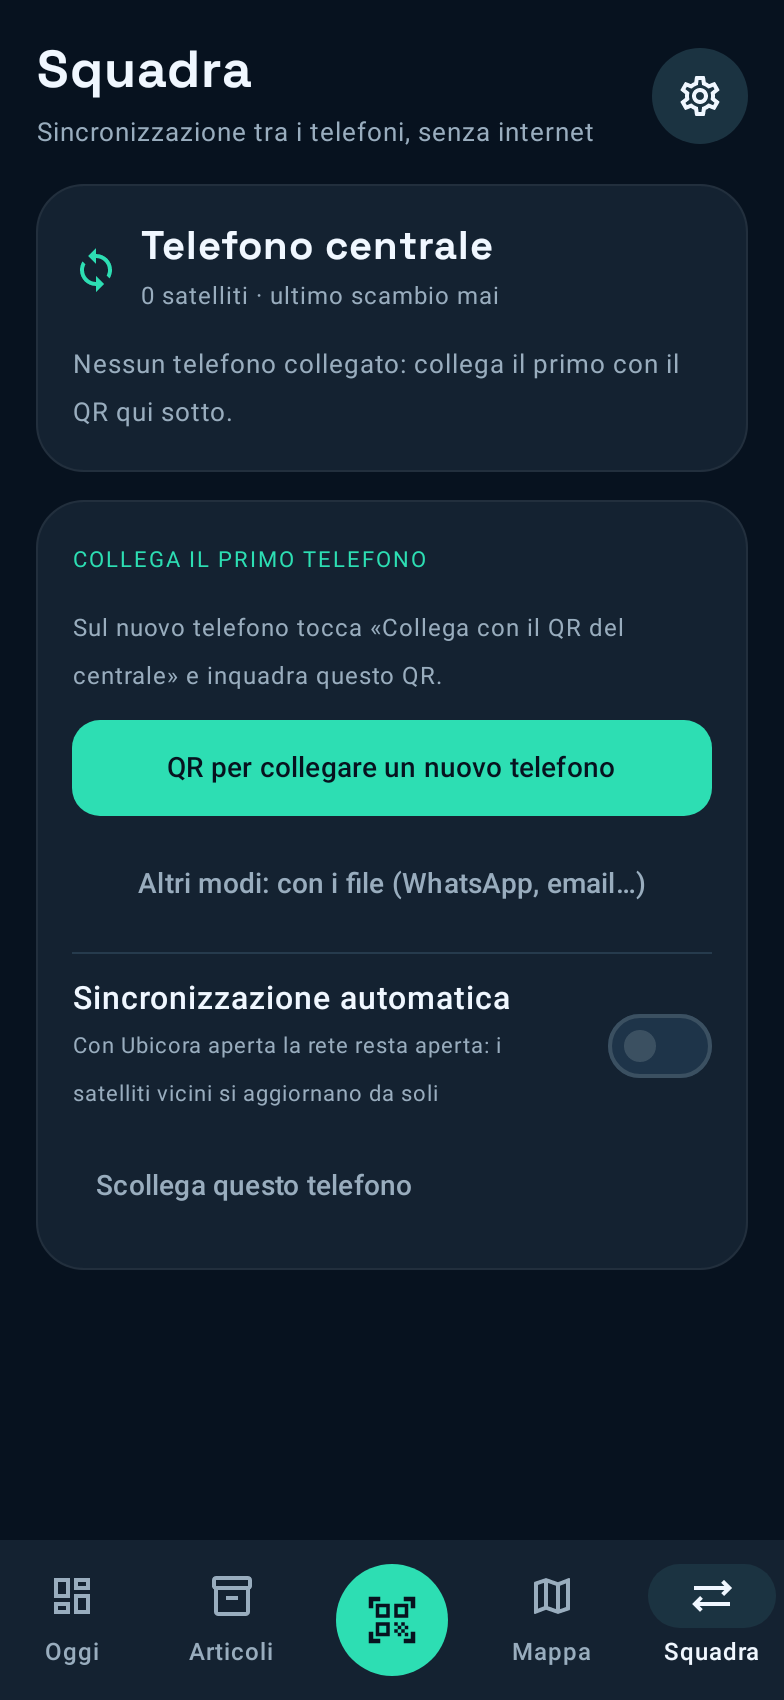 Squadra
Sincronizzazione tra i telefoni, senza internet
Telefono centrale
0 satelliti · ultimo scambio mai
Nessun telefono collegato: collega il primo con il
QR qui sotto.
COLLEGA IL PRIMO TELEFONO
Sul nuovo telefono tocca «Collega con il QR del
centrale» e inquadra questo QR.
QR per collegare un nuovo telefono
Altri modi: con i file (WhatsApp, email…)
Sincronizzazione automatica
Con Ubicora aperta la rete resta aperta: i
satelliti vicini si aggiornano da soli
Scollega questo telefono
Oggi
Articoli
Mappa
Squadra